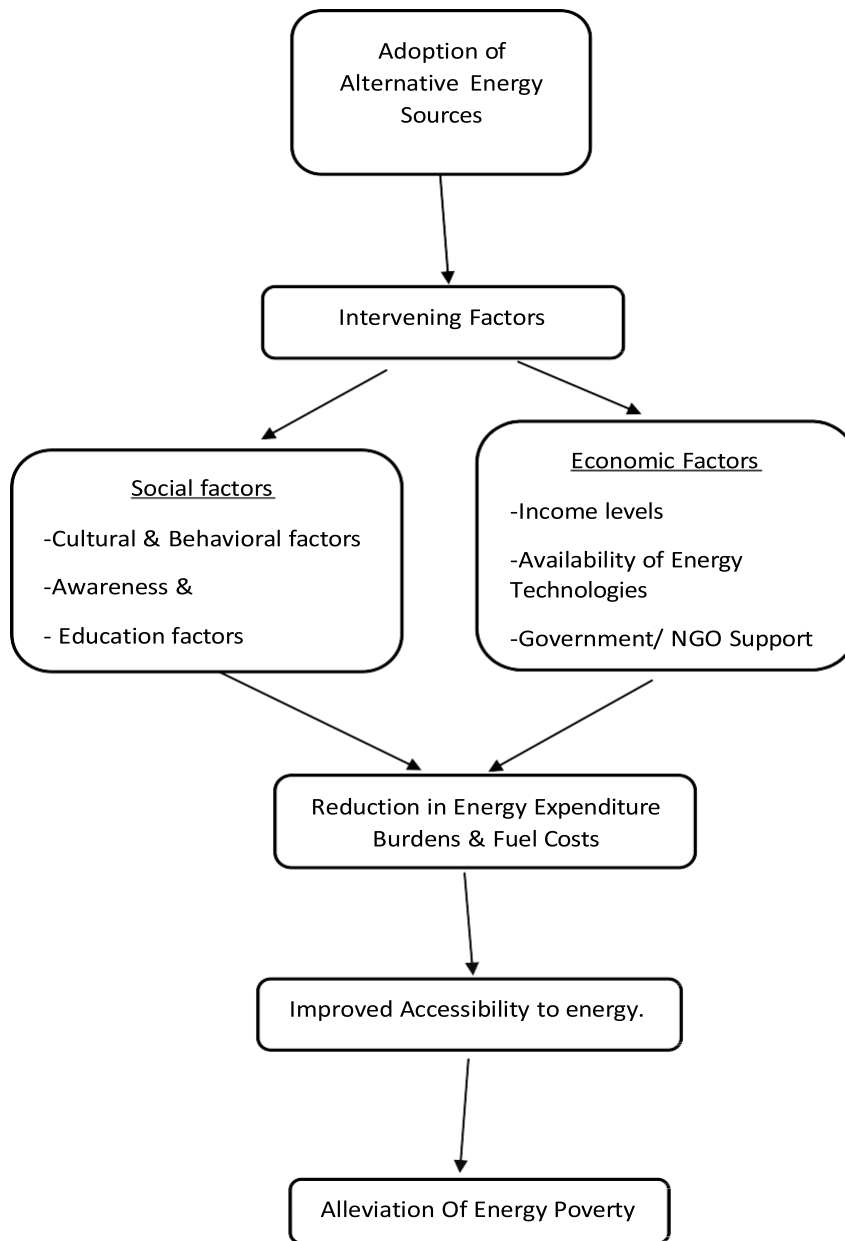 Adoption of
Alternative Energy
Sources
Intervening Factors
Social factors
-Cultural & Behavioral factors
-Awareness &
- Education factors
Economic Factors
-Income levels
-Availability of Energy
Technologies
-Government/ NGO Support
Reduction in Energy Expenditure
Burdens & Fuel Costs
Improved Accessibility to energy.
Alleviation Of Energy Poverty